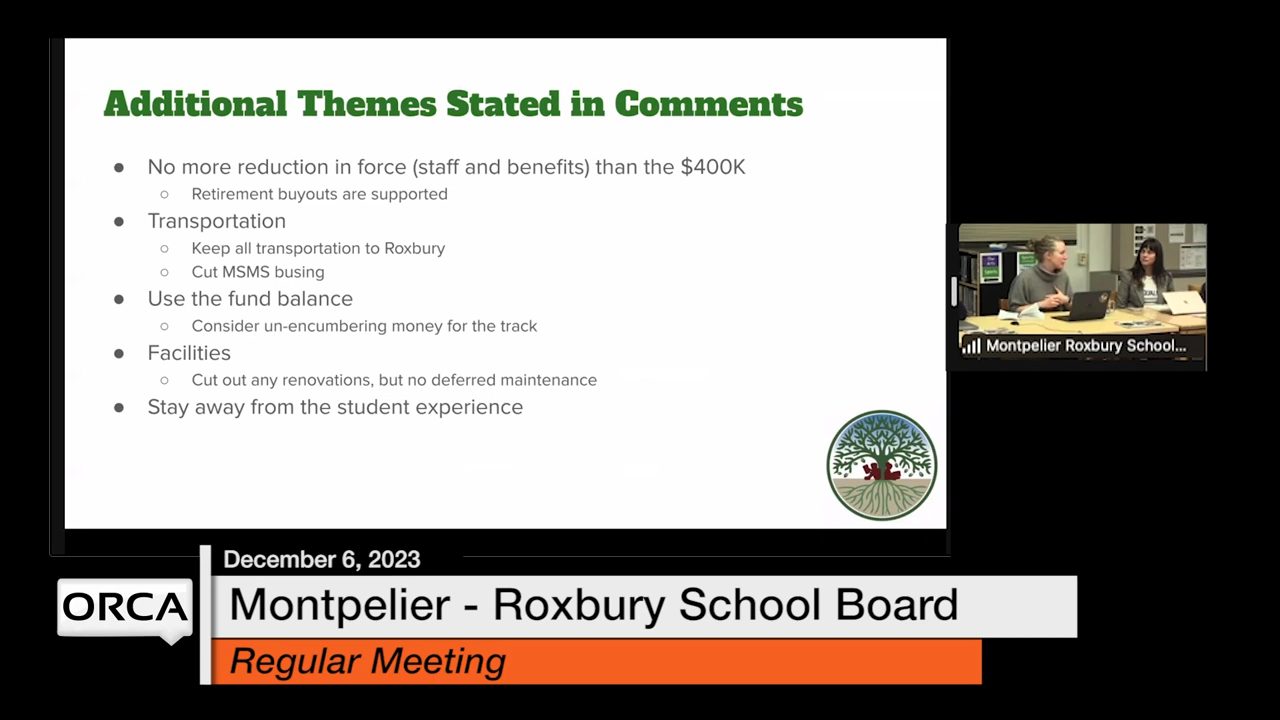 Additional Themes Stated in Comments
● No more reduction in force (staff and benefits) than the $400K
○ Retirement buyouts are supported
● Transportation
○ Keep all transportation to Roxbury
○ Cut MSMS busing
● Use the fund balance
○ Consider un-encumbering money for the track
● Facilities
○ Cut out any renovations, but no deferred maintenance
● Stay away from the student experience
Montpelier Roxbury School...
December 6, 2023
ORCA
Montpelier - Roxbury School Board
Regular Meeting